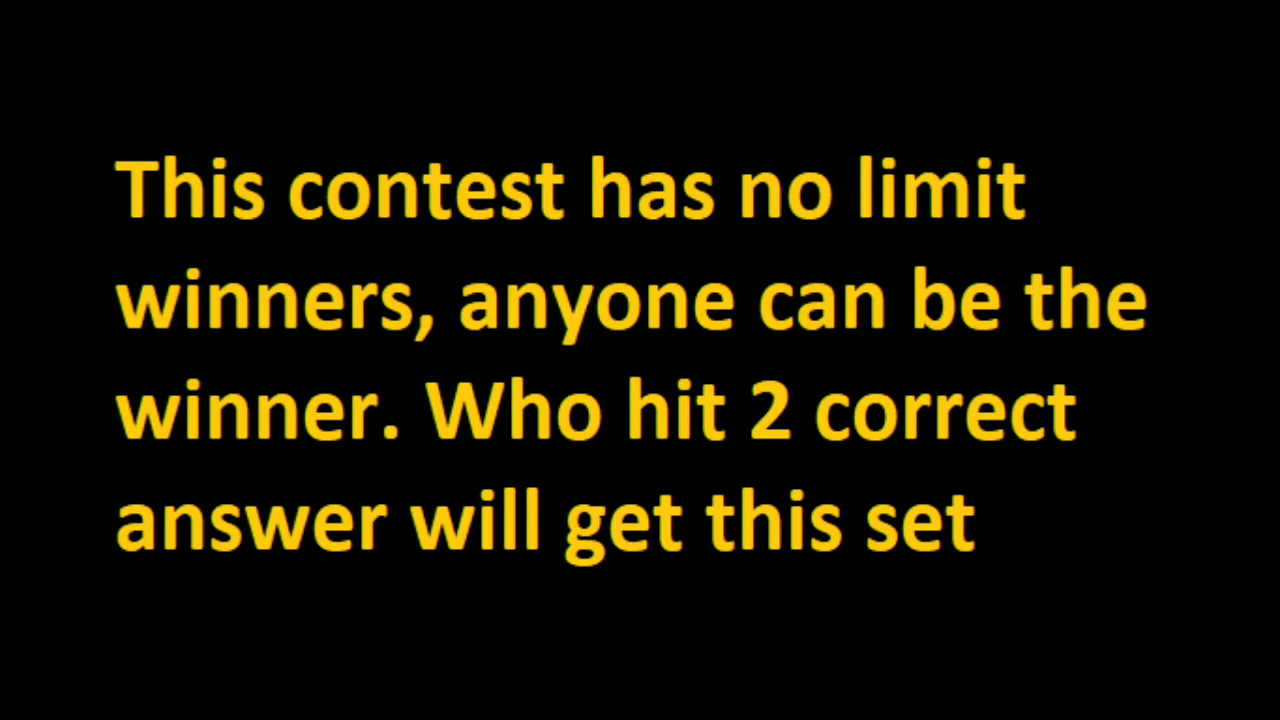 This contest has no limit
winners, anyone can be the
winner. Who hit 2 correct
answer will get this set